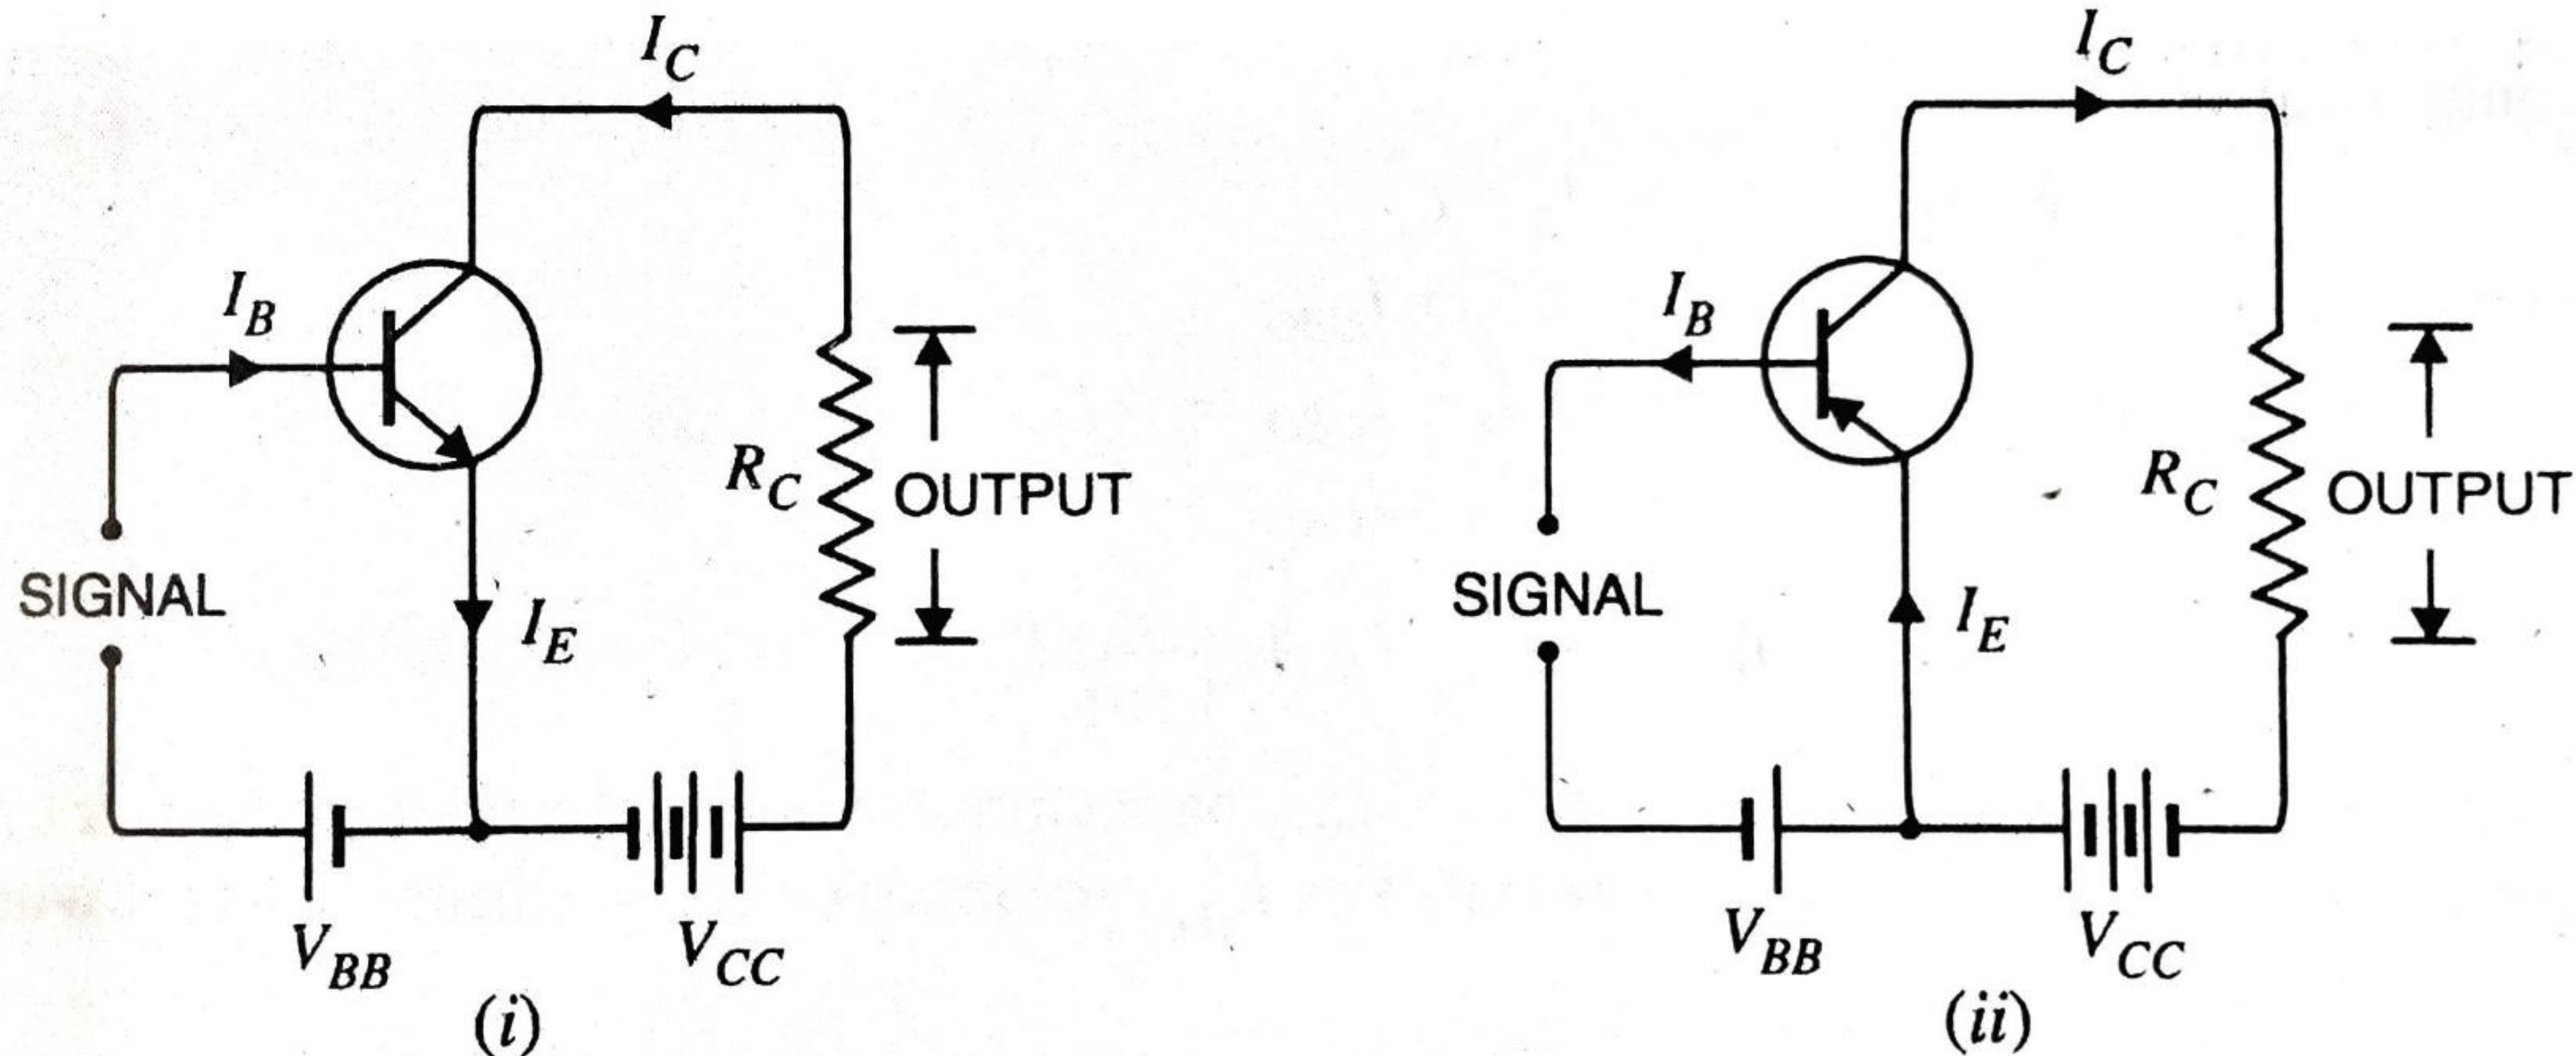 I_C
I_B
R_C
OUTPUT
SIGNAL
I_E
V_BB
V_CC
(i)
I_C
I_B
R_C
OUTPUT
SIGNAL
I_E
V_BB
V_CC
(ii)